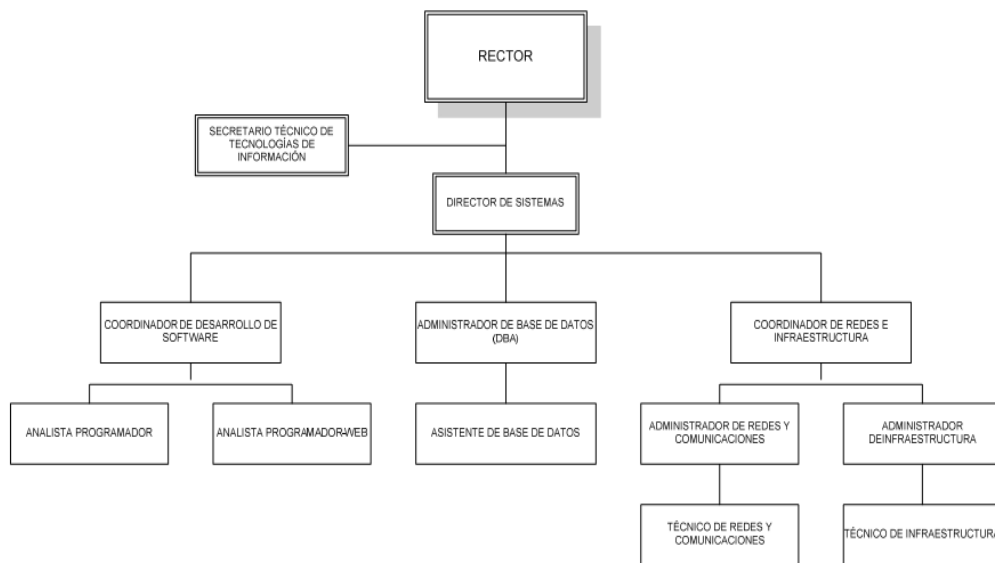 RECTOR
SECRETARIO TÉCNICO DE
TECNOLOGÍAS DE
INFORMACIÓN
DIRECTOR DE SISTEMAS
COORDINADOR DE DESARROLLO DE
SOFTWARE
ADMINISTRADOR DE BASE DE DATOS
(DBA)
COORDINADOR DE REDES E
INFRAESTRUCTURA
ANALISTA PROGRAMADOR
ANALISTA PROGRAMADOR-WEB
ASISTENTE DE BASE DE DATOS
ADMINISTRADOR DE REDES Y
COMUNICACIONES
ADMINISTRADOR
DEINFRAESTRUCTURA
TÉCNICO DE REDES Y
COMUNICACIONES
TÉCNICO DE INFRAESTRUCTURA